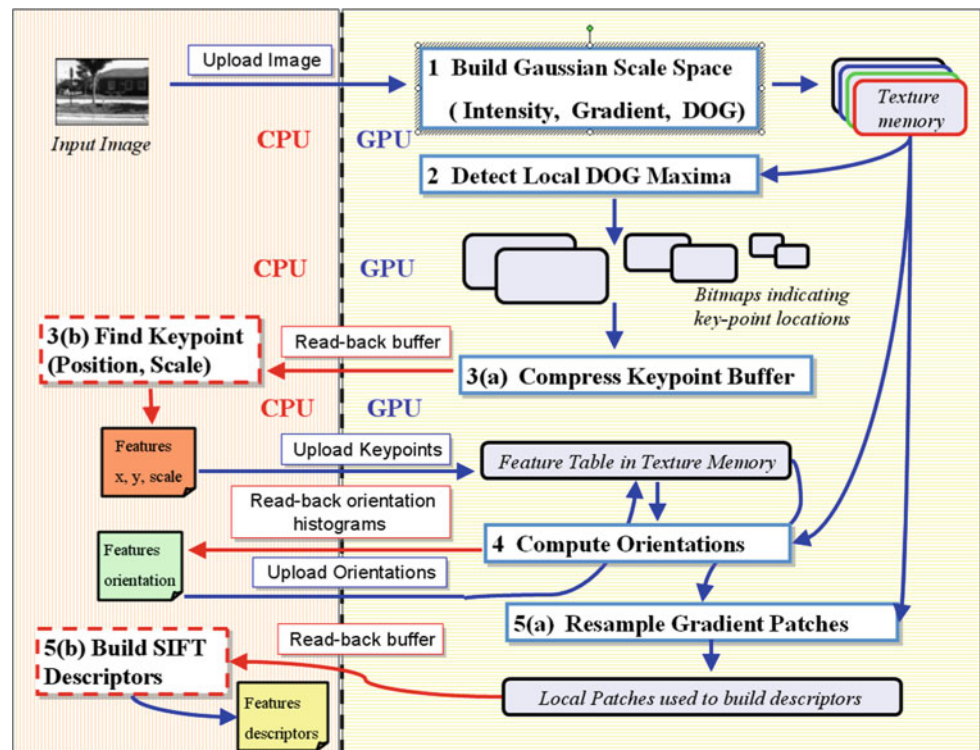 Upload Image
1 Build Gaussian Scale Space
( Intensity, Gradient, DOG)
Texture
memory
Input Image
CPU GPU
2 Detect Local DOG Maxima
CPU GPU
Bitmaps indicating
key-point locations
3(b) Find Keypoint
(Position, Scale)
Read-back buffer
3(a) Compress Keypoint Buffer
CPU GPU
Features
x, y, scale
Upload Keypoints
Feature Table in Texture Memory
Read-back orientation
histograms
4 Compute Orientations
Features
orientation
Upload Orientations
5(a) Resample Gradient Patches
5(b) Build SIFT
Descriptors
Read-back buffer
Local Patches used to build descriptors
Features
descriptors